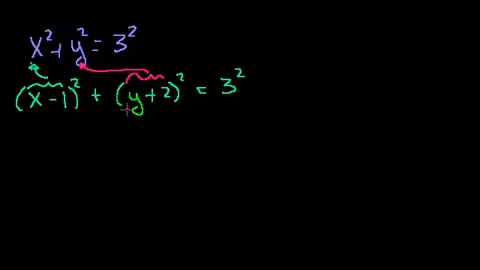 x² + y² = 3²
(x - 1)² + (y + 2)² = 3²